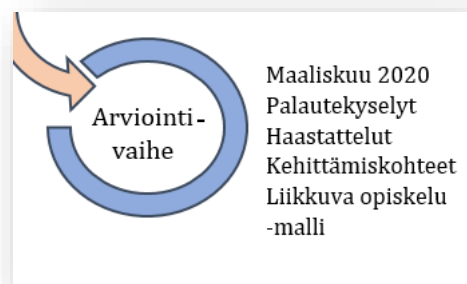 Arviointi-
vaihe
Maaliskuu 2020
Palautekyselyt
Haastattelut
Kehittämiskohteet
Liikkuva opiskelu
-malli